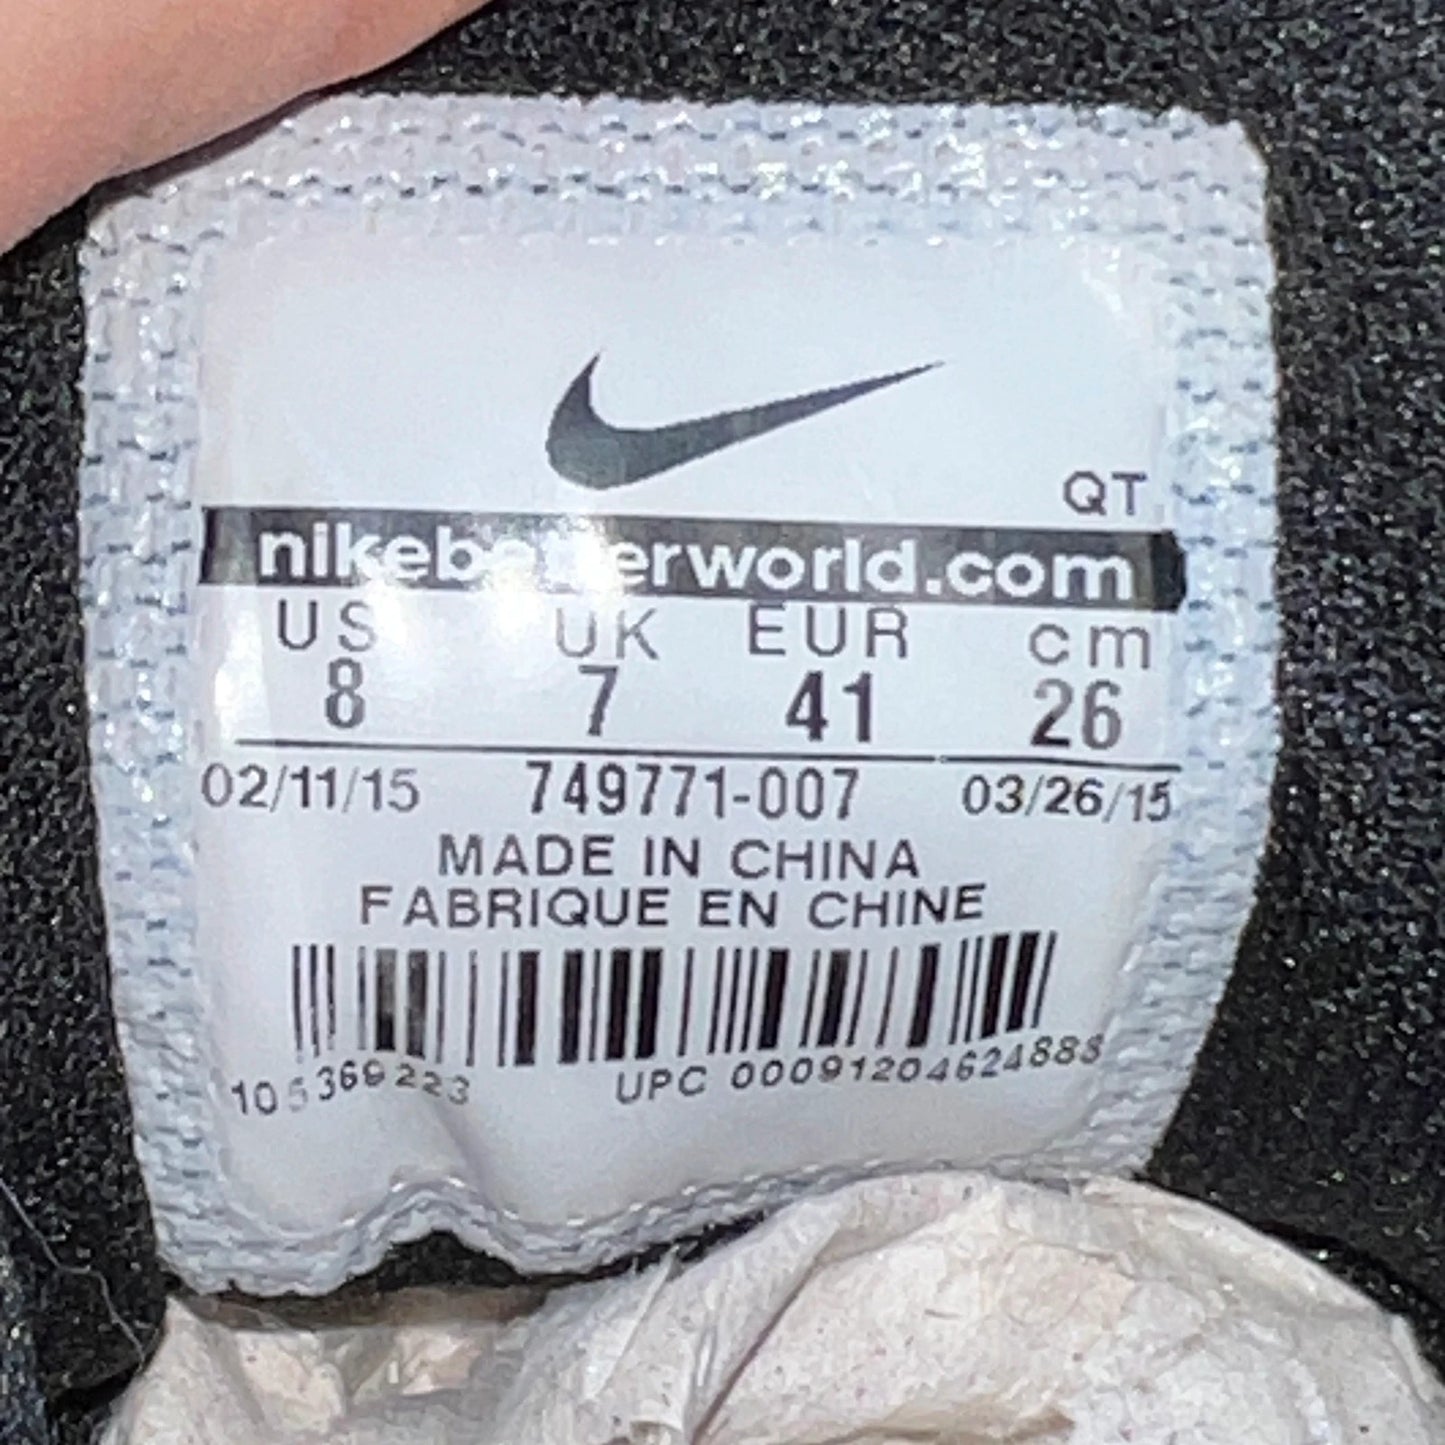 QT
nikebetterworld.com
US UK EUR cm
8 7 41 26
02/11/15 749771-007 03/26/15
MADE IN CHINA
FABRIQUE EN CHINE
105369223 UPC 00091204624888